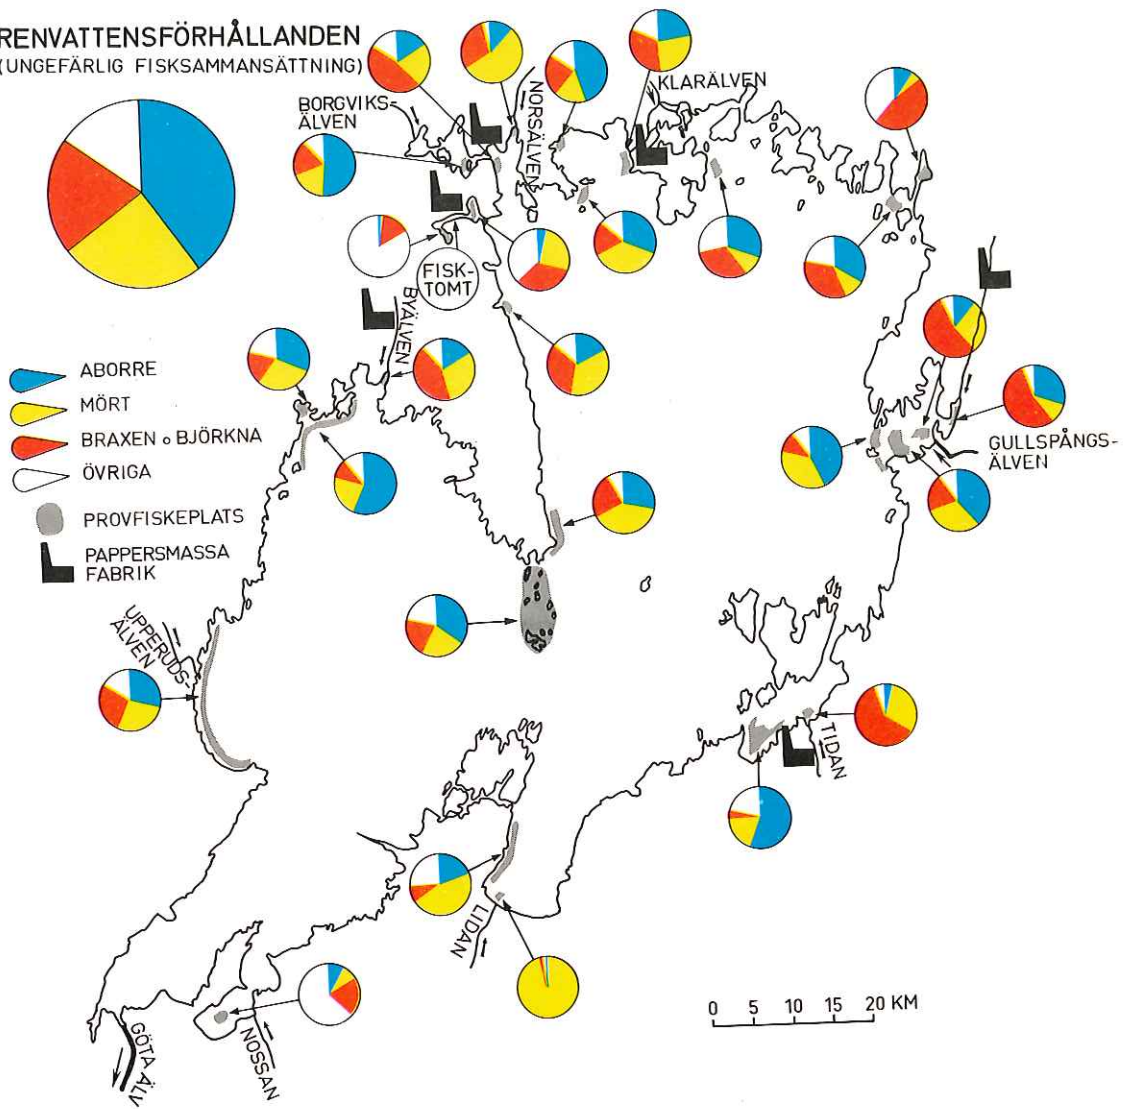 RENVATTENSFÖRHÅLLANDEN
(UNGEFÄRLIG FISKSAMMANSÄTTNING)
BORGVIKS-
ÄLVEN
NORSÄLVEN
KLARÄLVEN
FISK-
TOMT
BYÄLVEN
ABORRE
MÖRT
BRAXEN o BJÖRKNA
ÖVRIGA
PROVFISKEPLATS
PAPPERSMASSA
FABRIK
GULLSPÅNGS-
ÄLVEN
UPPERUDS-
ÄLVEN
TIDAN
LIDAN
NOSSAN
GÖTA ÄLV
0 5 10 15 20 KM